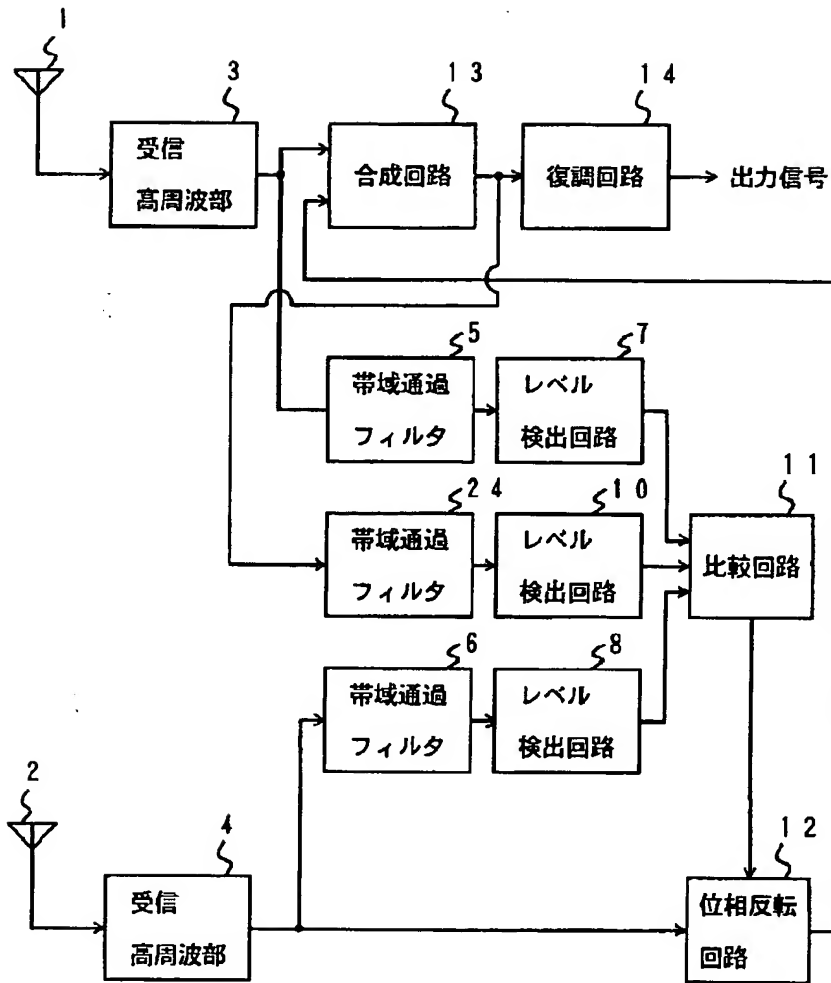 1
3
１３
１４
受信
高周波部
合成回路
復調回路
出力信号
5
7
帯域通過
フィルタ
レベル
検出回路
２４
１０
１１
帯域通過
フィルタ
レベル
検出回路
比較回路
6
8
帯域通過
フィルタ
レベル
検出回路
2
4
１２
受信
高周波部
位相反転
回路